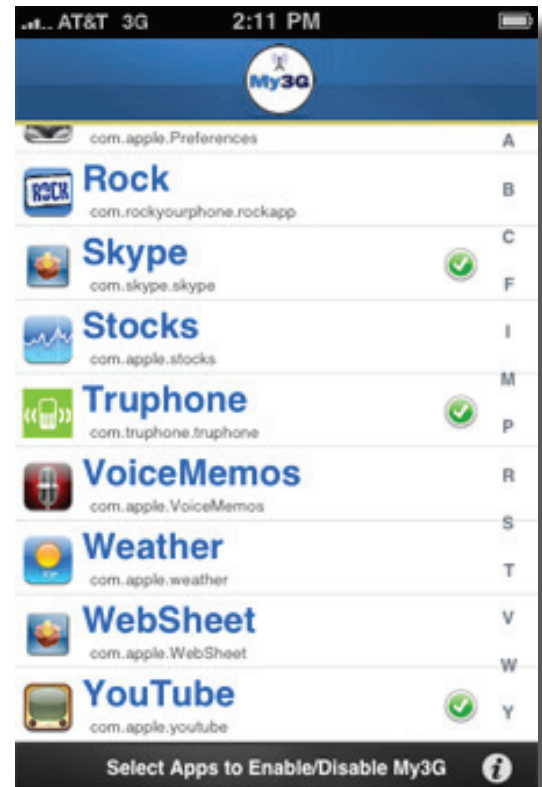 AT&T 3G 2:11 PM
My3G
com.apple.Preferences
A
ROCK
Rock
B
com.rockyourphone.rockapp
C
Skype
com.skype.skype
F
Stocks
I
com.apple.stocks
M
Truphone
com.truphone.truphone
P
VoiceMemos
R
com.apple.VoiceMemos
S
Weather
T
com.apple.weather
WebSheet
V
com.apple.WebSheet
W
YouTube
Y
com.apple.youtube
Select Apps to Enable/Disable My3G i